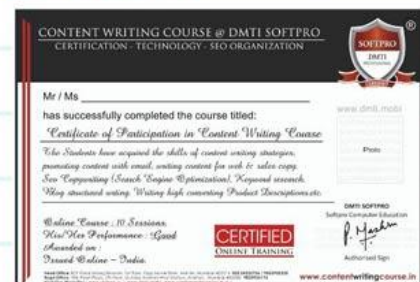 CONTENT WRITING COURSE @ DMTI SOFTPRO
CERTIFICATION - TECHNOLOGY - SEO ORGANIZATION
SOFTPRO
DMTI
PROFESSIONAL
®
Mr / Ms
has successfully completed the course titled:
Certificate of Participation in Content Writing Course
The Students have acquired the skills of content writing strategies,
promoting content with email, writing content for web & sales copy,
Seo Copywriting (Search Engine Optimization), Keyword research,
Blog structured writing, Writing high converting Product Descriptions etc.
www.dmti.mobi
Photo
Online Course : 10 Sessions
His/Her Performance : Good
Awarded on :
Issued Online - India.
CERTIFIED
ONLINE TRAINING
DMTI SOFTPRO
Softpro Computer Education
Authorised Sign
www.contentwritingcourse.in